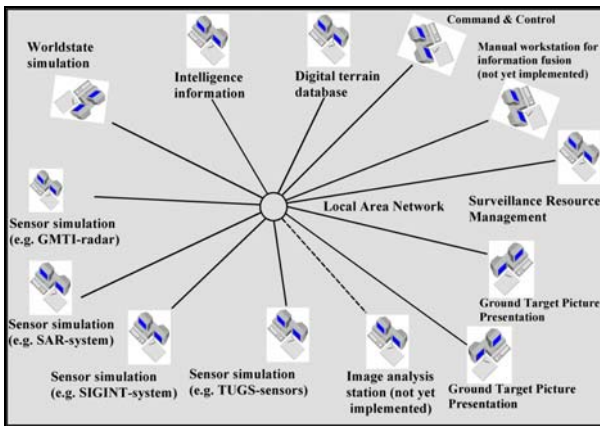 Command & Control
Worldstate
simulation
Intelligence
information
Digital terrain
database
Manual workstation for
information fusion
(not yet implemented)
Local Area Network
Surveillance Resource
Management
Sensor simulation
(e.g. GMTI-radar)
Ground Target Picture
Presentation
Sensor simulation
(e.g. SAR-system)
Sensor simulation
(e.g. SIGINT-system)
Sensor simulation
(e.g. TUGS-sensors)
Image analysis
station (not yet
implemented)
Ground Target Picture
Presentation